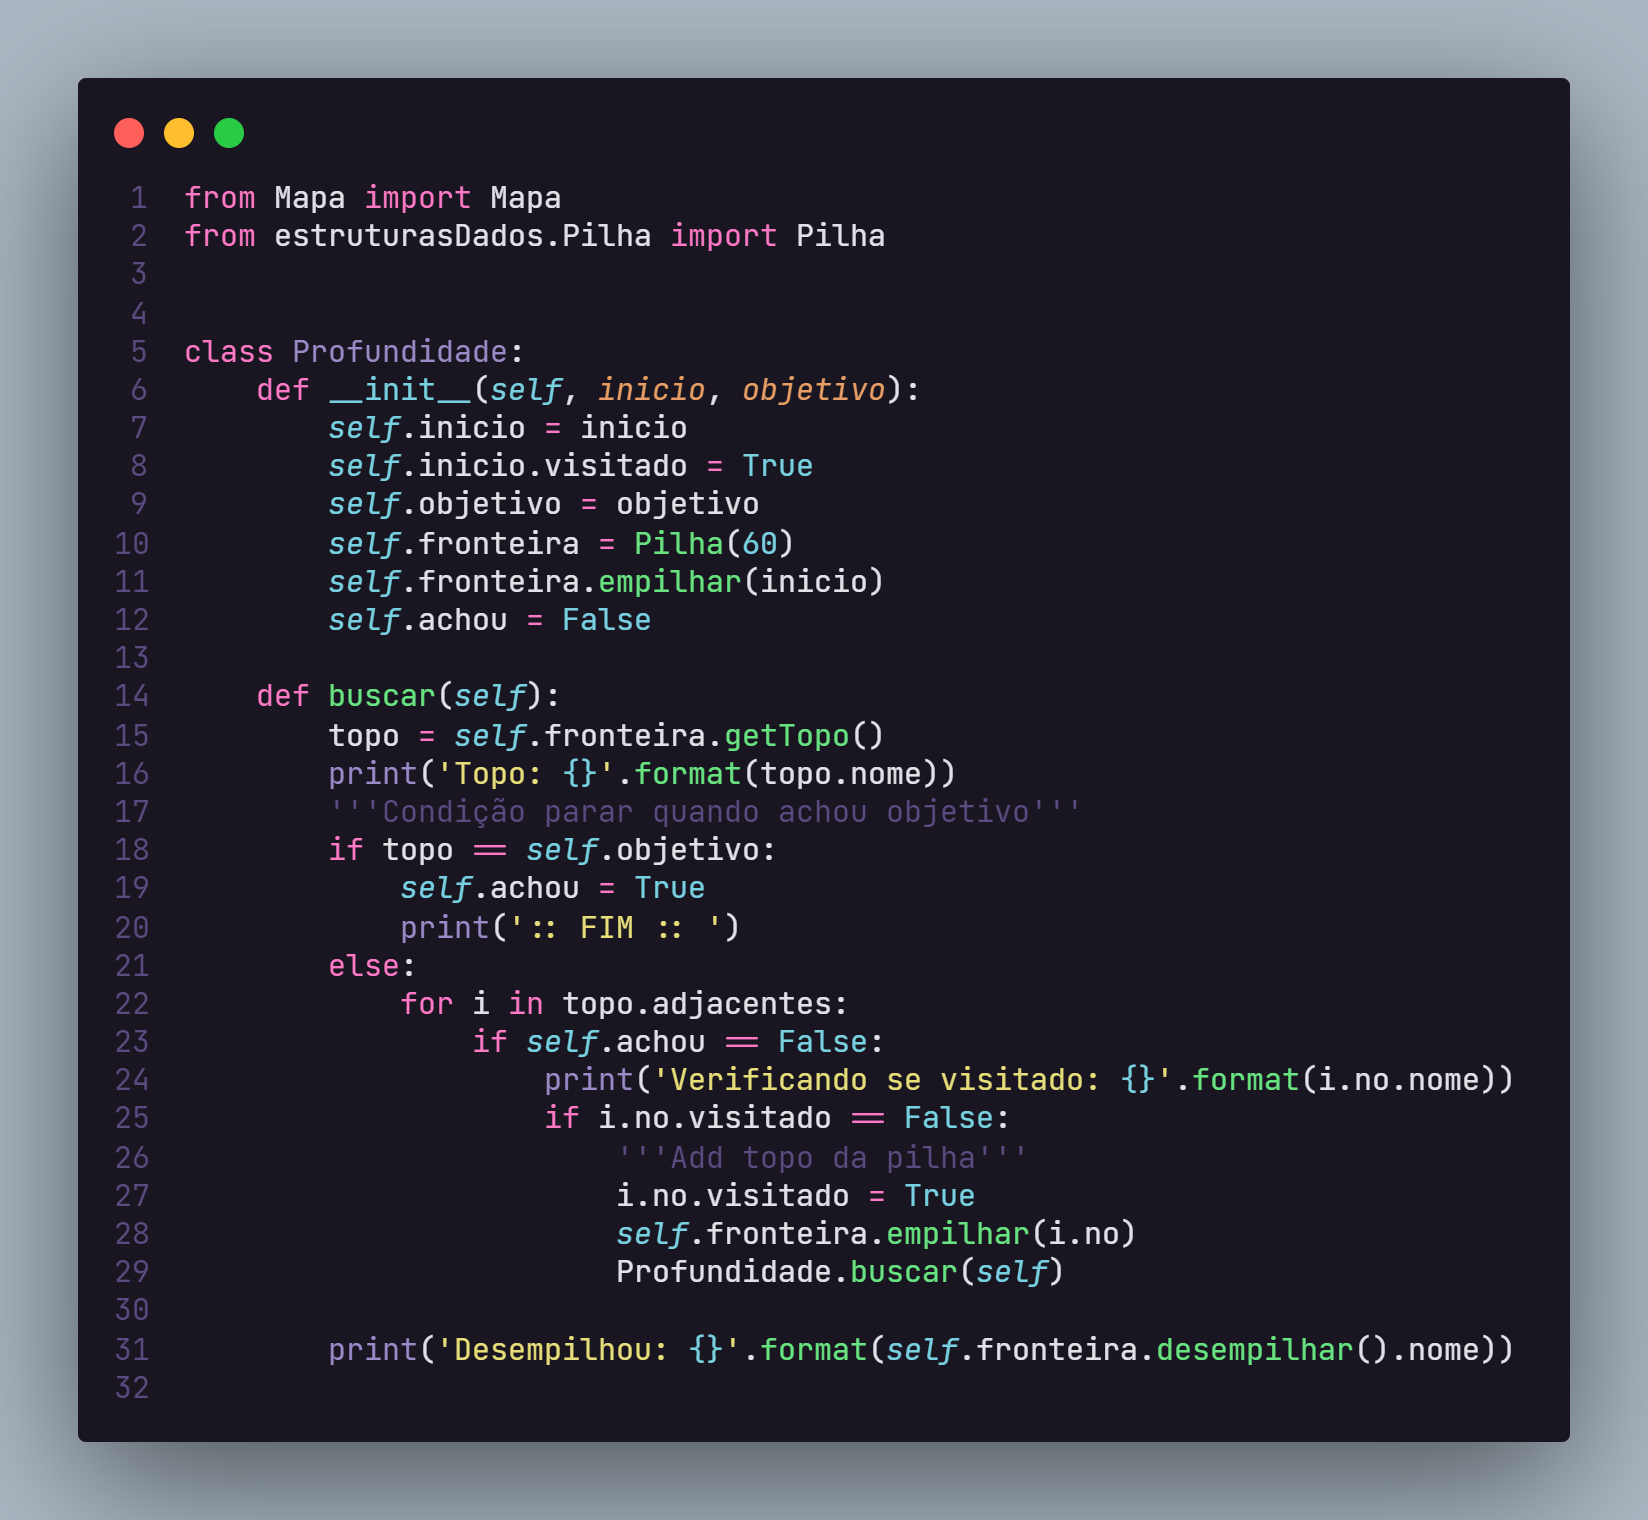 1 from Mapa import Mapa
2 from estruturasDados.Pilha import Pilha
3
4
5 class Profundidade:
6     def __init__(self, inicio, objetivo):
7         self.inicio = inicio
8         self.inicio.visitado = True
9         self.objetivo = objetivo
10         self.fronteira = Pilha(60)
11         self.fronteira.empilhar(inicio)
12         self.achou = False
13
14     def buscar(self):
15         topo = self.fronteira.getTopo()
16         print('Topo: {}'.format(topo.nome))
17         '''Condição parar quando achou objetivo'''
18         if topo == self.objetivo:
19             self.achou = True
20             print(':: FIM :: ')
21         else:
22             for i in topo.adjacentes:
23                 if self.achou == False:
24                     print('Verificando se visitado: {}'.format(i.no.nome))
25                     if i.no.visitado == False:
26                         '''Add topo da pilha'''
27                         i.no.visitado = True
28                         self.fronteira.empilhar(i.no)
29                         Profundidade.buscar(self)
30
31         print('Desempilhou: {}'.format(self.fronteira.desempilhar().nome))
32